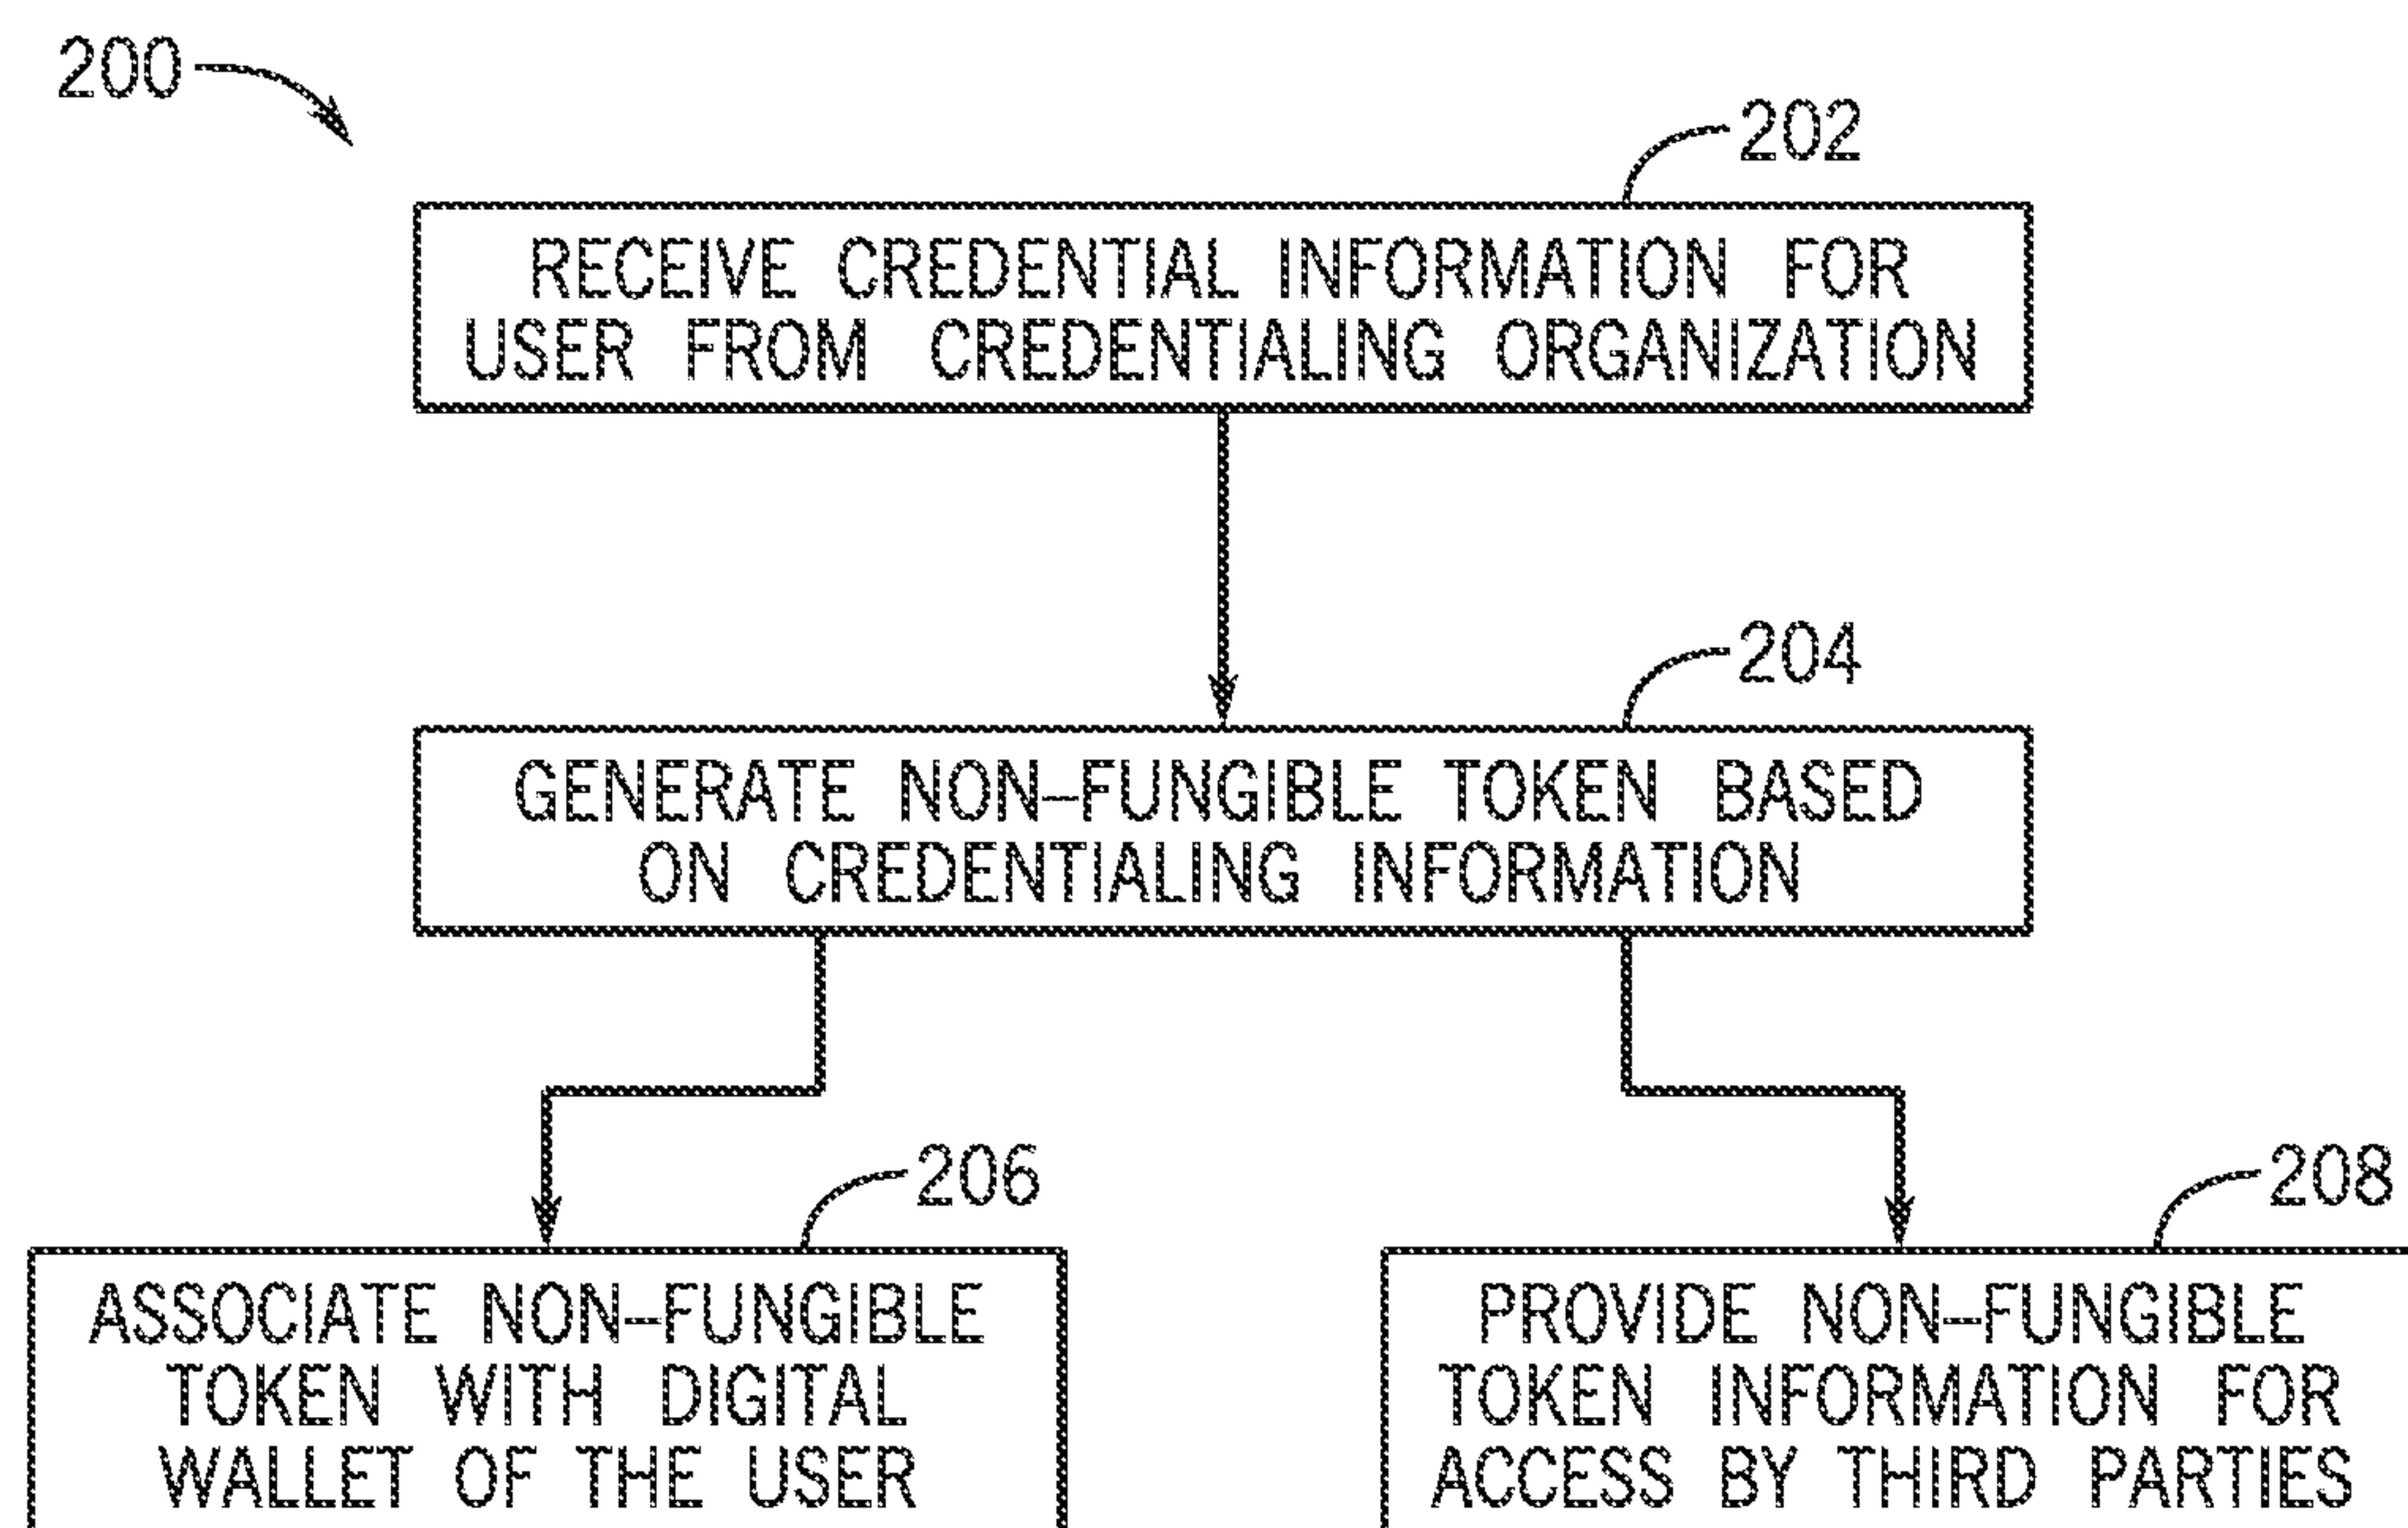 200
202
RECEIVE CREDENTIAL INFORMATION FOR
USER FROM CREDENTIALING ORGANIZATION
204
GENERATE NON-FUNGIBLE TOKEN BASED
ON CREDENTIALING INFORMATION
206
ASSOCIATE NON-FUNGIBLE
TOKEN WITH DIGITAL
WALLET OF THE USER
208
PROVIDE NON-FUNGIBLE
TOKEN INFORMATION FOR
ACCESS BY THIRD PARTIES